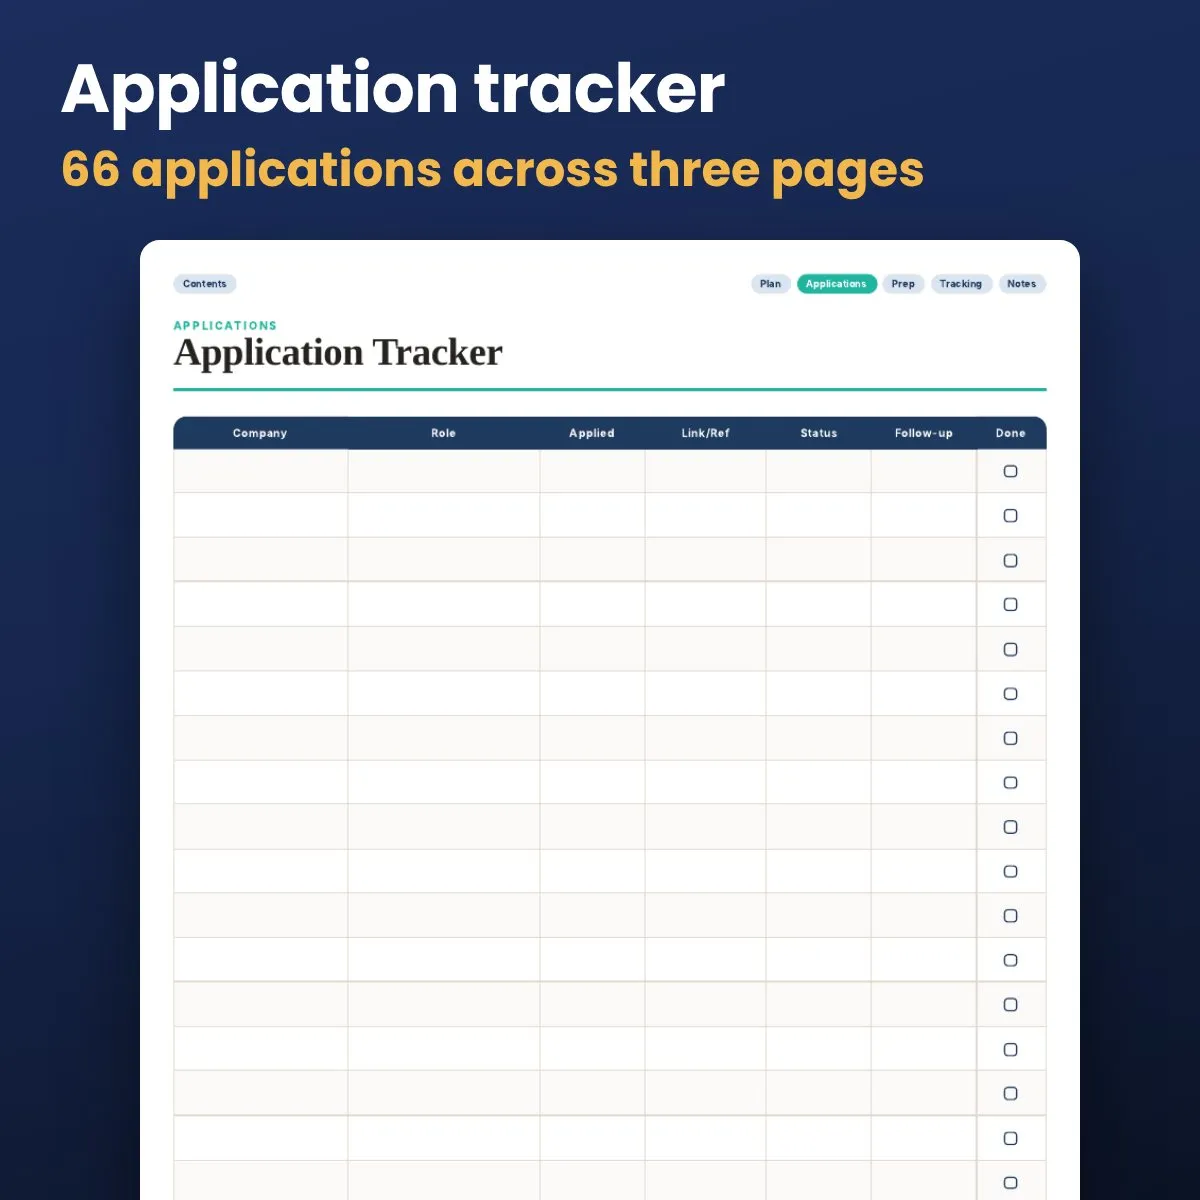 Application tracker
66 applications across three pages
Contents Plan Applications Prep Tracking Notes
APPLICATIONS
Application Tracker
Company Role Applied Link/Ref Status Follow-up Done